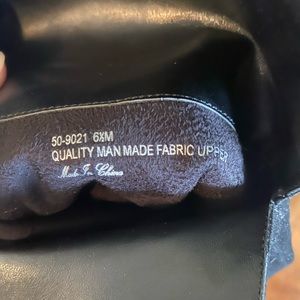 50-9021 6½M
QUALITY MAN MADE FABRIC UPPER
Made In China